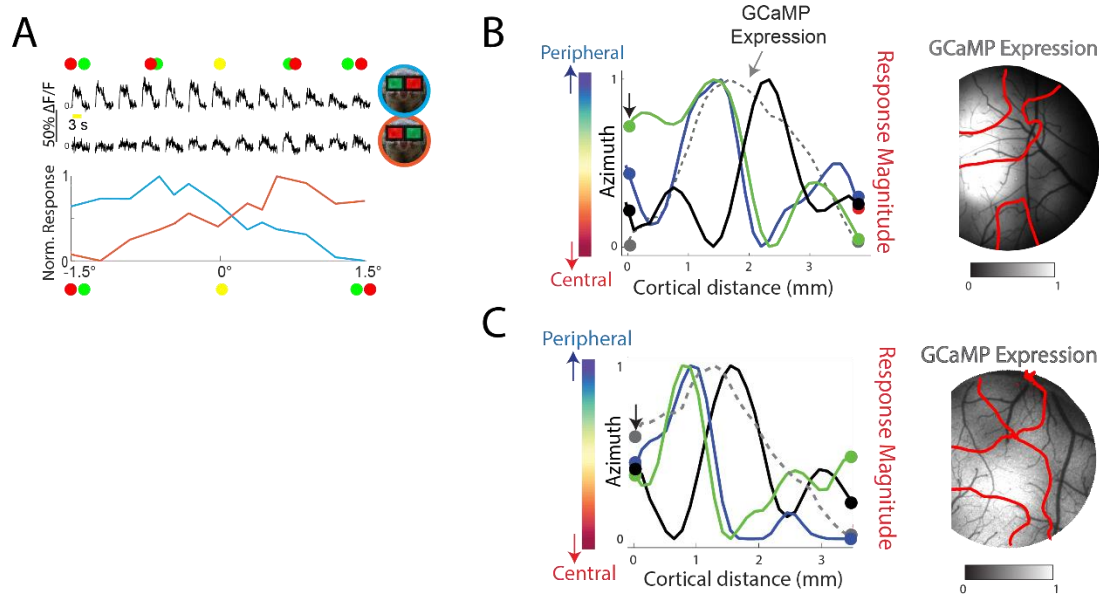 A
50% ΔF/F
0
0
3 s
Norm. Response
1
0
-1.5°
0°
1.5°
B
Peripheral
Central
GCaMP
Expression
Azimuth
1
0
0
1
2
3
Cortical distance (mm)
Response Magnitude
GCaMP Expression
0
1
C
Peripheral
Central
Azimuth
1
0
0
1
2
3
Cortical distance (mm)
Response Magnitude
GCaMP Expression
0
1